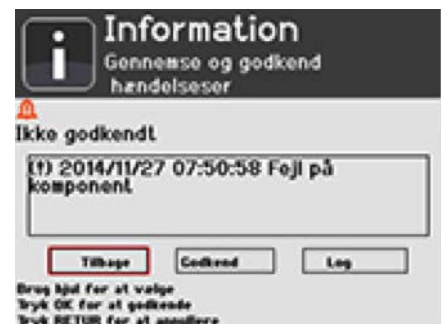 Information
Gennemse og godkend
hændelseser
Ikke godkendt
(!) 2014/11/27 07:50:58 Fejl på
komponent
Tilbage Godkend Log
Brug hjul for at vælge
Tryk OK for at godkende
Tryk RETUR for at annullere